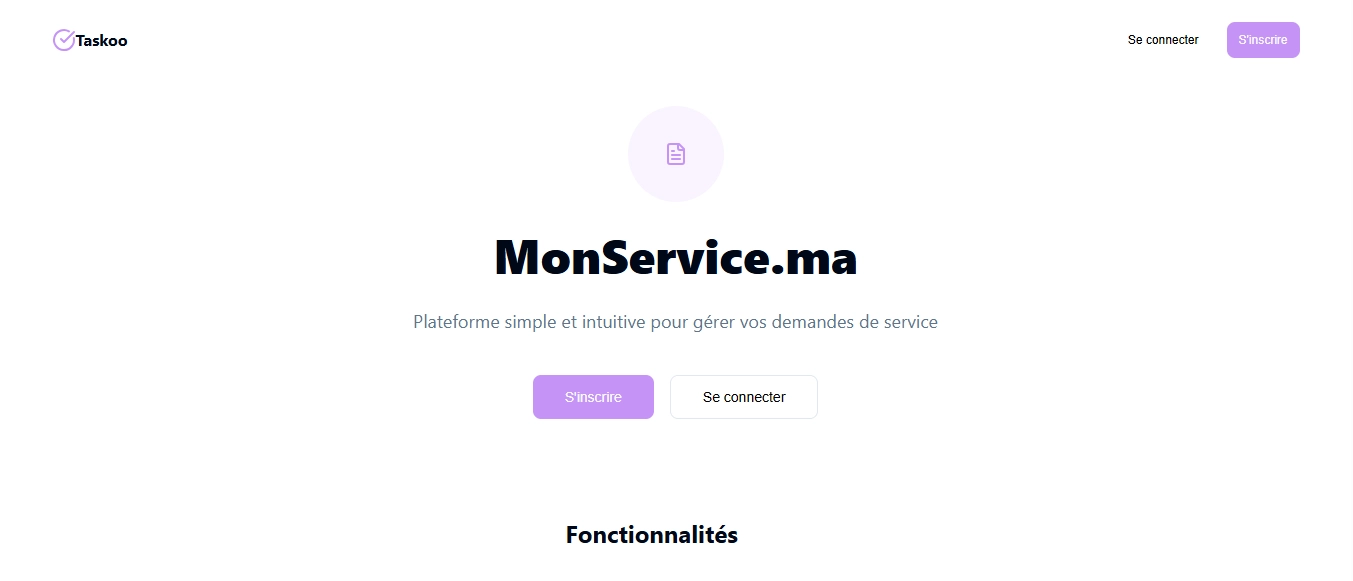 Taskoo
Se connecter
S'inscrire
MonService.ma
Plateforme simple et intuitive pour gérer vos demandes de service
S'inscrire
Se connecter
Fonctionnalités